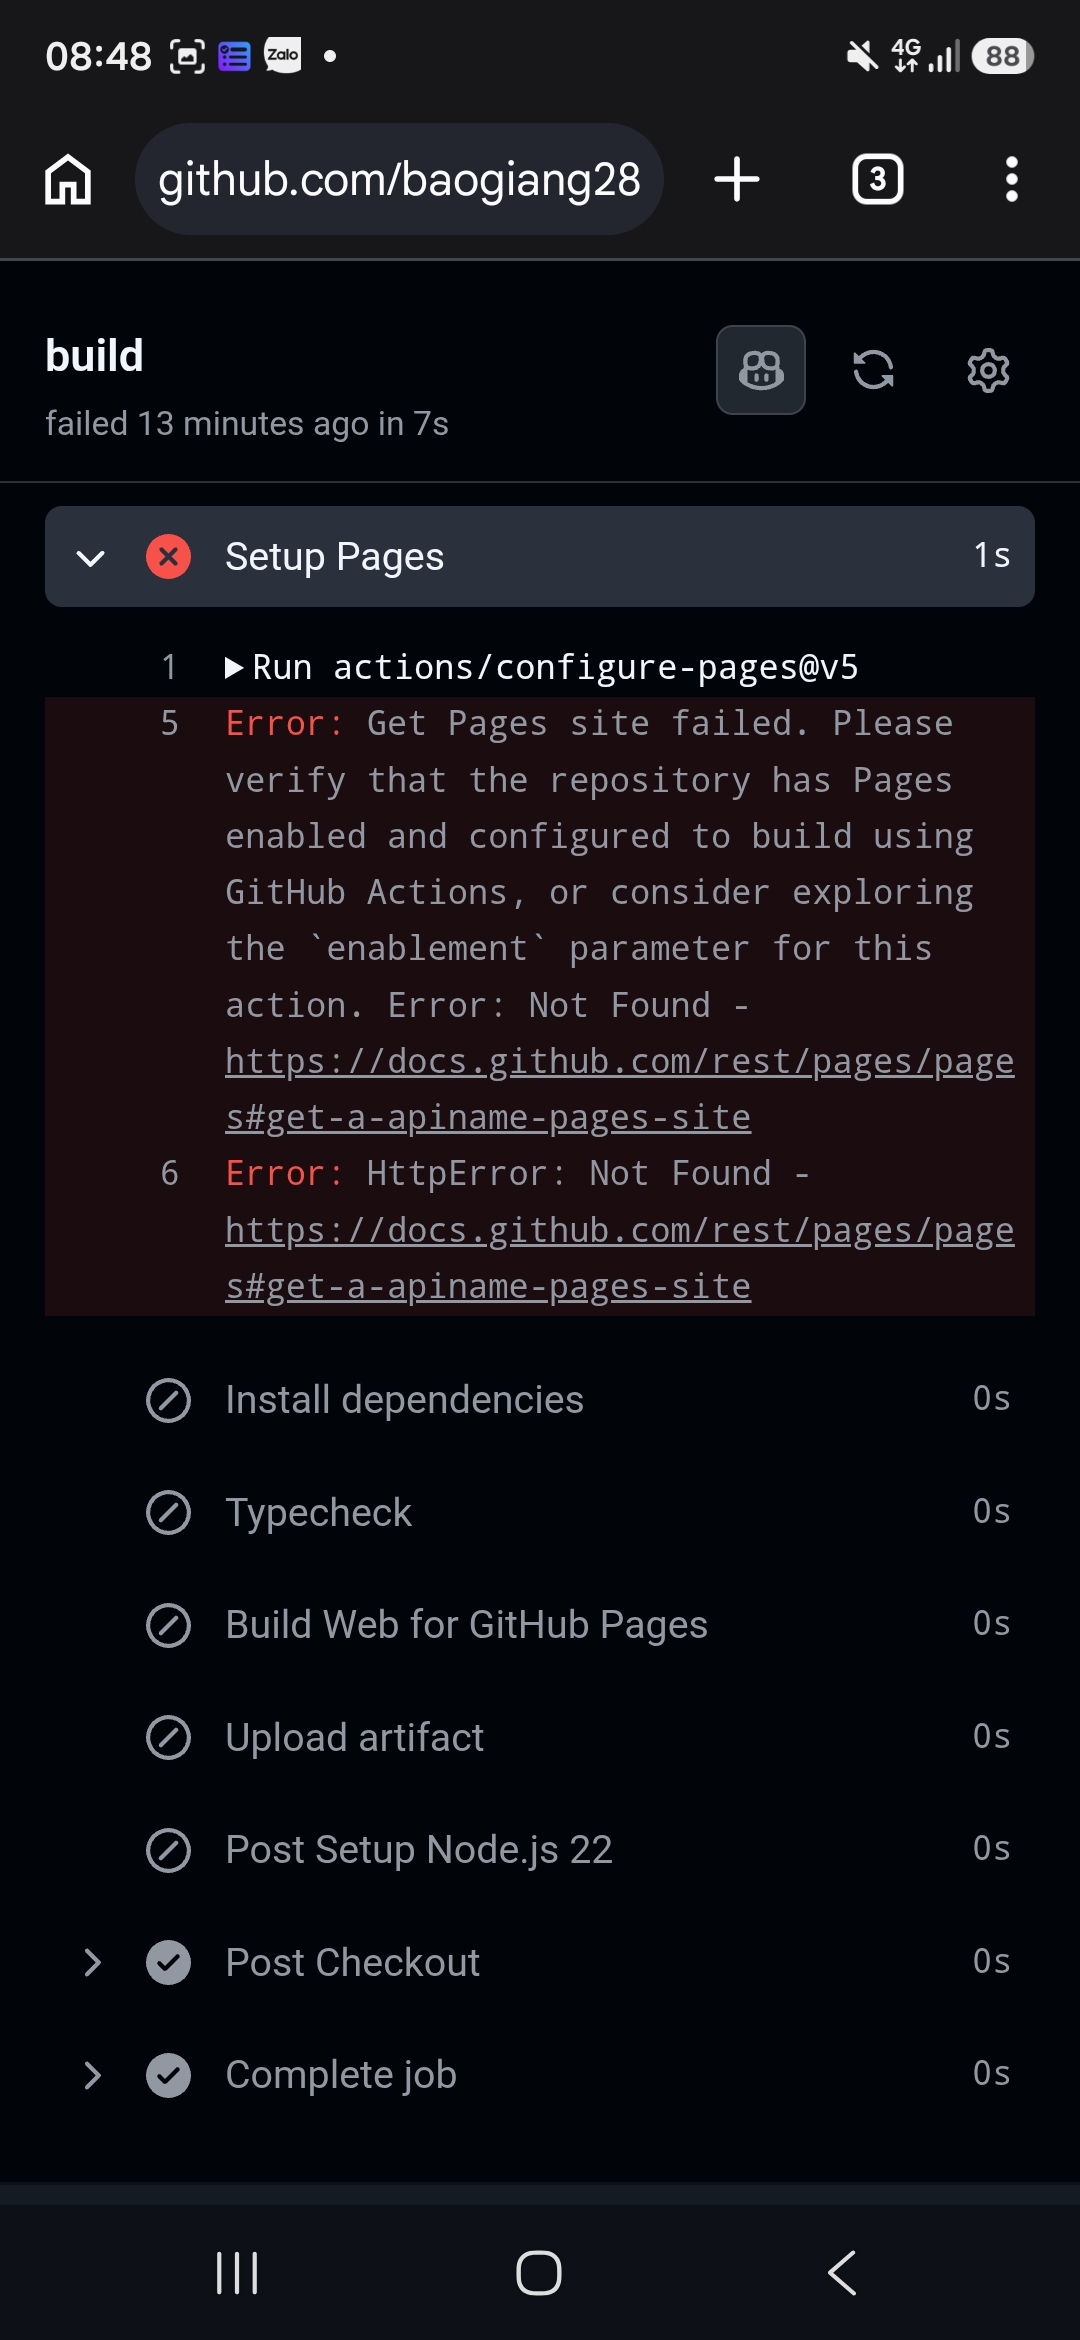 08:48 Zalo 4G 88
github.com/baogiang28 3
build
failed 13 minutes ago in 7s
Setup Pages 1s
1 Run actions/configure-pages@v5
5 Error: Get Pages site failed. Please
verify that the repository has Pages
enabled and configured to build using
GitHub Actions, or consider exploring
the `enablement` parameter for this
action. Error: Not Found -
https://docs.github.com/rest/pages/page
s#get-a-apiname-pages-site
6 Error: HttpError: Not Found -
https://docs.github.com/rest/pages/page
s#get-a-apiname-pages-site
Install dependencies 0s
Typecheck 0s
Build Web for GitHub Pages 0s
Upload artifact 0s
Post Setup Node.js 22 0s
Post Checkout 0s
Complete job 0s